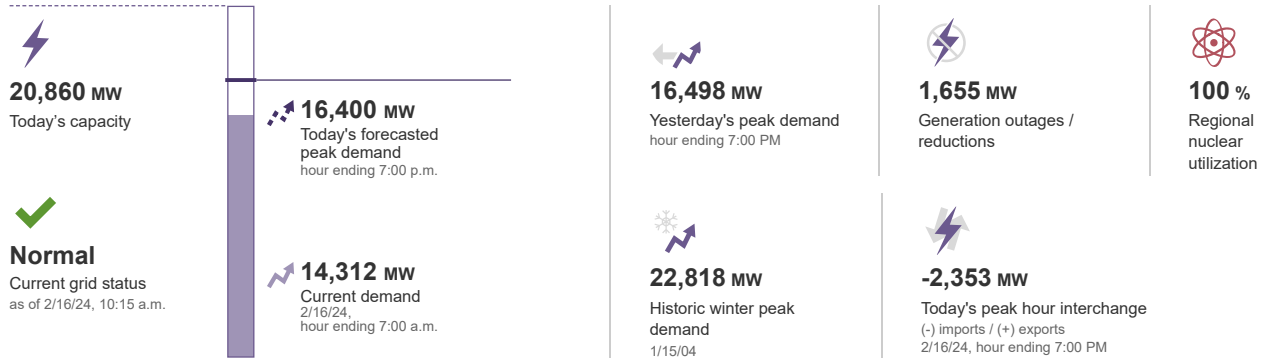 20,860 MW
Today's capacity
Normal
Current grid status
as of 2/16/24, 10:15 a.m.
16,400 MW
Today's forecasted
peak demand
hour ending 7:00 p.m.
14,312 MW
Current demand
2/16/24,
hour ending 7:00 a.m.
16,498 MW
Yesterday's peak demand
hour ending 7:00 PM
1,655 MW
Generation outages /
reductions
100 %
Regional
nuclear
utilization
22,818 MW
Historic winter peak
demand
1/15/04
-2,353 MW
Today's peak hour interchange
(-) imports / (+) exports
2/16/24, hour ending 7:00 PM